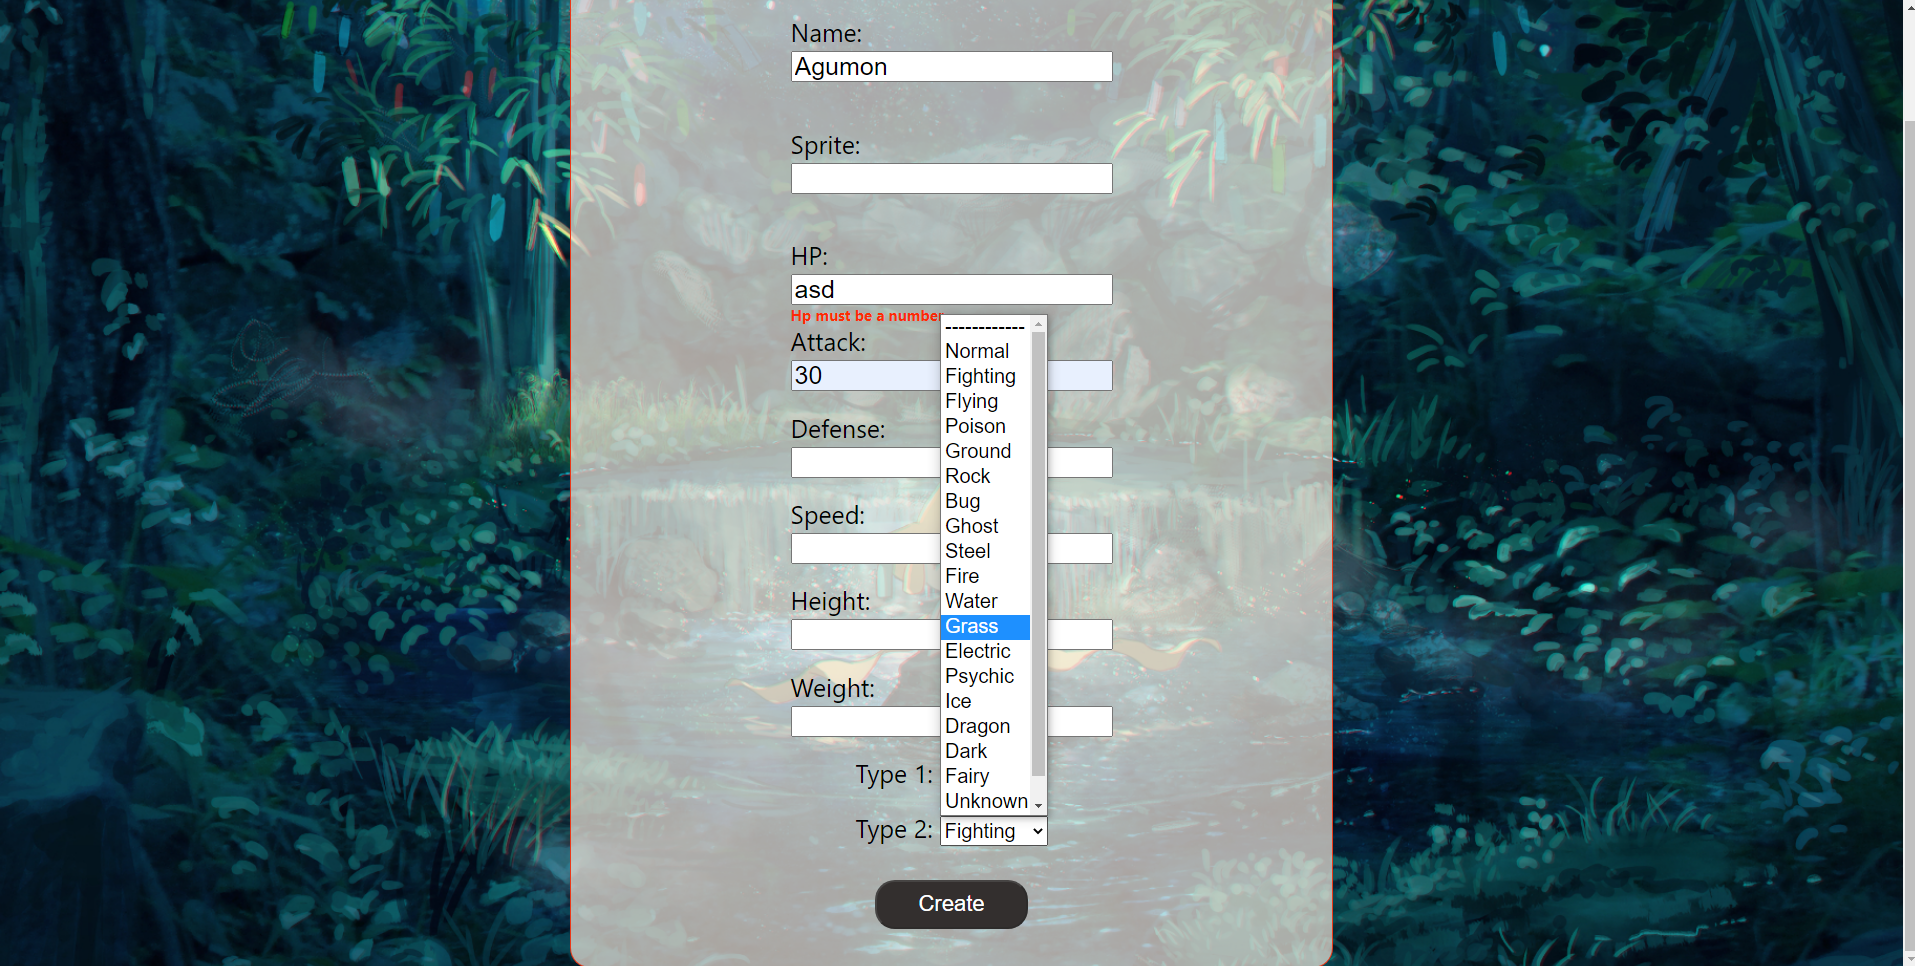 Name:
Agumon
Sprite:
HP:
asd
Hp must be a number
Attack:
30
Defense:
Speed:
Height:
Weight:
Type 1:
------------
Normal
Fighting
Flying
Poison
Ground
Rock
Bug
Ghost
Steel
Fire
Water
Grass
Electric
Psychic
Ice
Dragon
Dark
Fairy
Unknown
Type 2: Fighting
Create